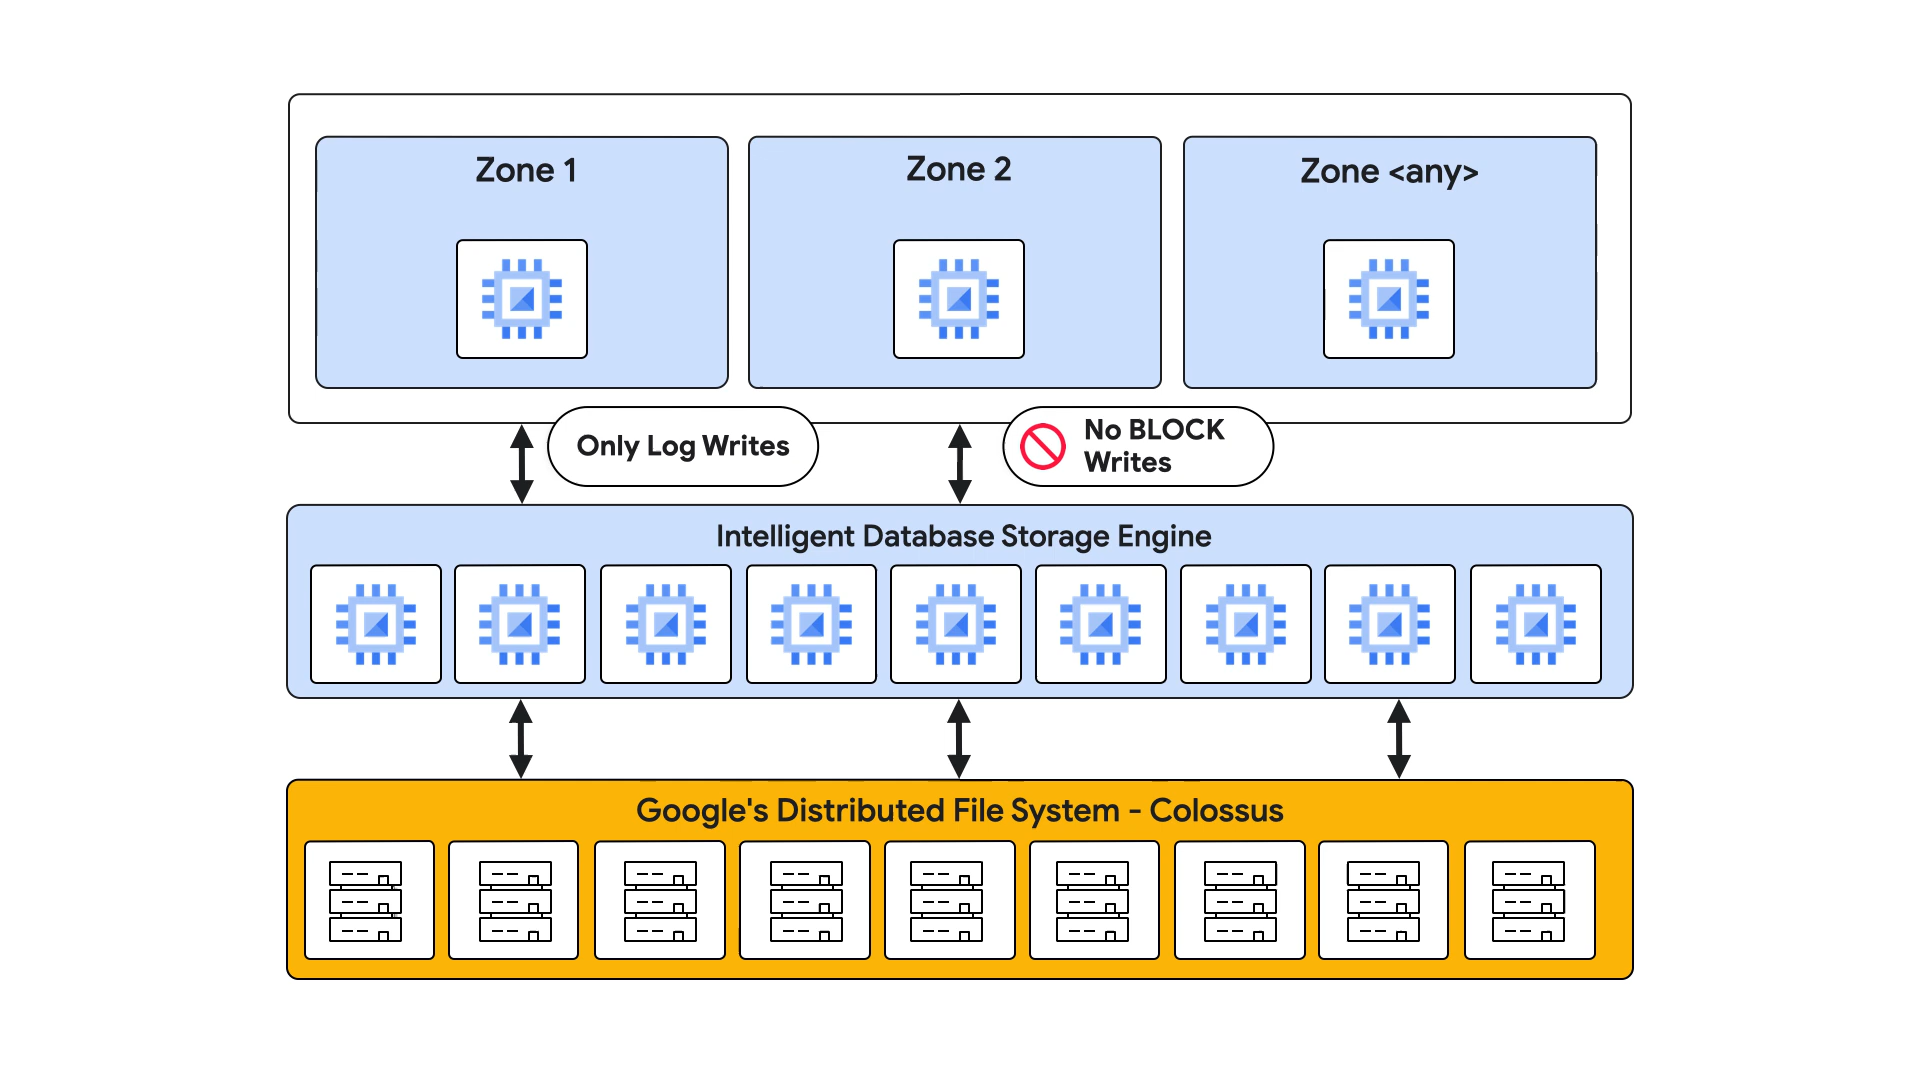 Zone 1
Zone 2
Zone <any>
Only Log Writes
No BLOCK
Writes
Intelligent Database Storage Engine
Google's Distributed File System - Colossus